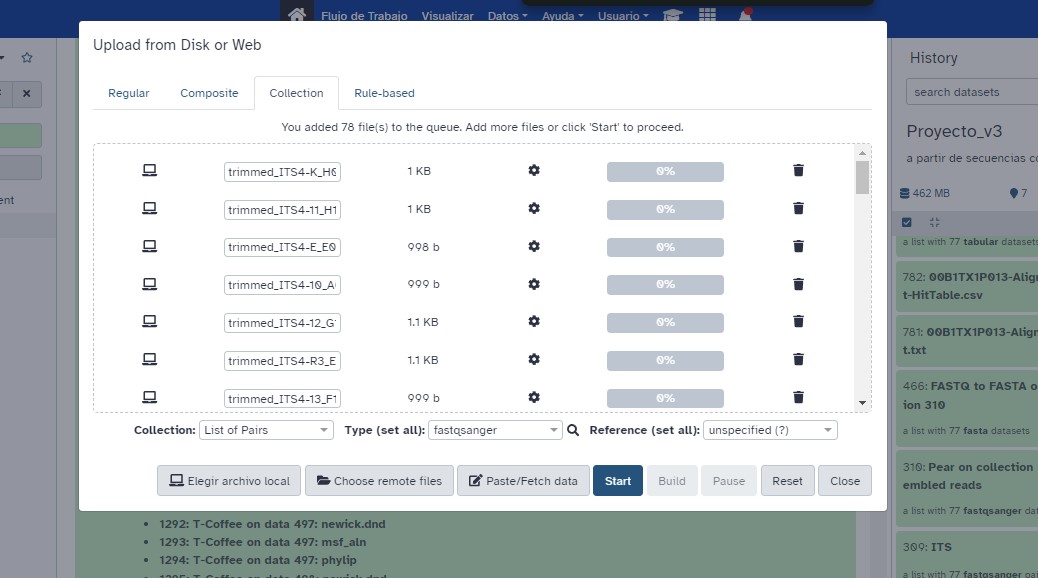 Flujo de Trabajo Visualizar Datos Ayuda Usuario
Upload from Disk or Web
Regular Composite Collection Rule-based
You added 78 file(s) to the queue. Add more files or click 'Start' to proceed.
trimmed_ITS4-K_H0 1 KB 0%
trimmed_ITS4-11_H1 1 KB 0%
trimmed_ITS4-E_E0 998 b 0%
trimmed_ITS4-10_A 999 b 0%
trimmed_ITS4-12_G 1.1 KB 0%
trimmed_ITS4-R3_E 1.1 KB 0%
trimmed_ITS4-13_F1 999 b 0%
Collection: List of Pairs Type (set all): fastqsanger Reference (set all): unspecified (?)
Elegir archivo local Choose remote files Paste/Fetch data Start Build Pause Reset Close
1292: T-Coffee on data 497: newick.dnd
1293: T-Coffee on data 497: msf_aln
1294: T-Coffee on data 497: phylip
History
search datasets
Proyecto_v3
a partir de secuencias
462 MB 7
a list with 77 tabular datasets
782: 00B1TX1P013-Alig
t-HitTable.csv
781: 00B1TX1P013-Alig
t.txt
466: FASTQ to FASTA
ion 310
a list with 77 fasta datasets
310: Pear on collection
embled reads
a list with 77 fastqsanger
309: ITS
a list with 77 fastqsanger